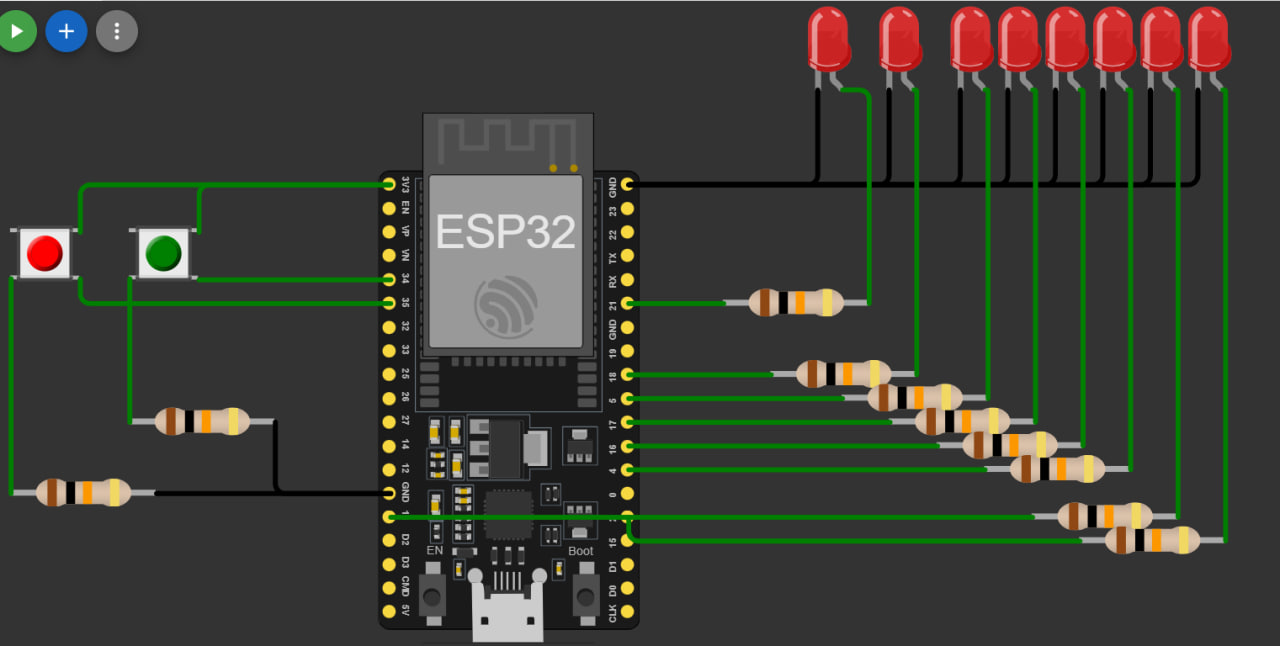 ESP32
3V3
EN
VP
VN
34
35
32
33
25
26
27
14
12
GND
D2
D3
CMD
5V
GND
23
22
TX
RX
21
GND
19
18
5
17
16
4
0
15
D1
D0
CLK
EN
Boot